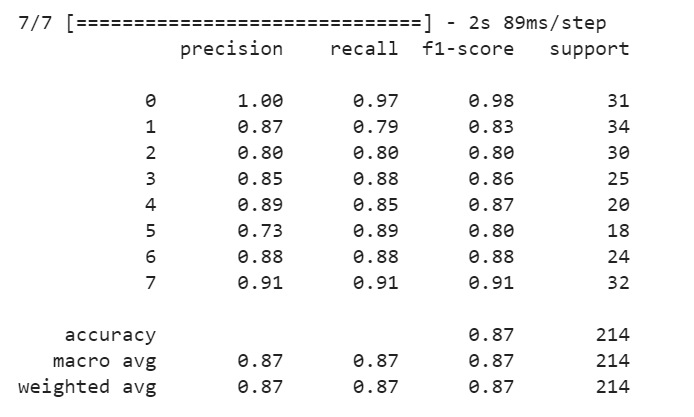 7/7 [==============================] - 2s 89ms/step
precision recall f1-score support
0 1.00 0.97 0.98 31
1 0.87 0.79 0.83 34
2 0.80 0.80 0.80 30
3 0.85 0.88 0.86 25
4 0.89 0.85 0.87 20
5 0.73 0.89 0.80 18
6 0.88 0.88 0.88 24
7 0.91 0.91 0.91 32
accuracy 0.87 214
macro avg 0.87 0.87 0.87 214
weighted avg 0.87 0.87 0.87 214